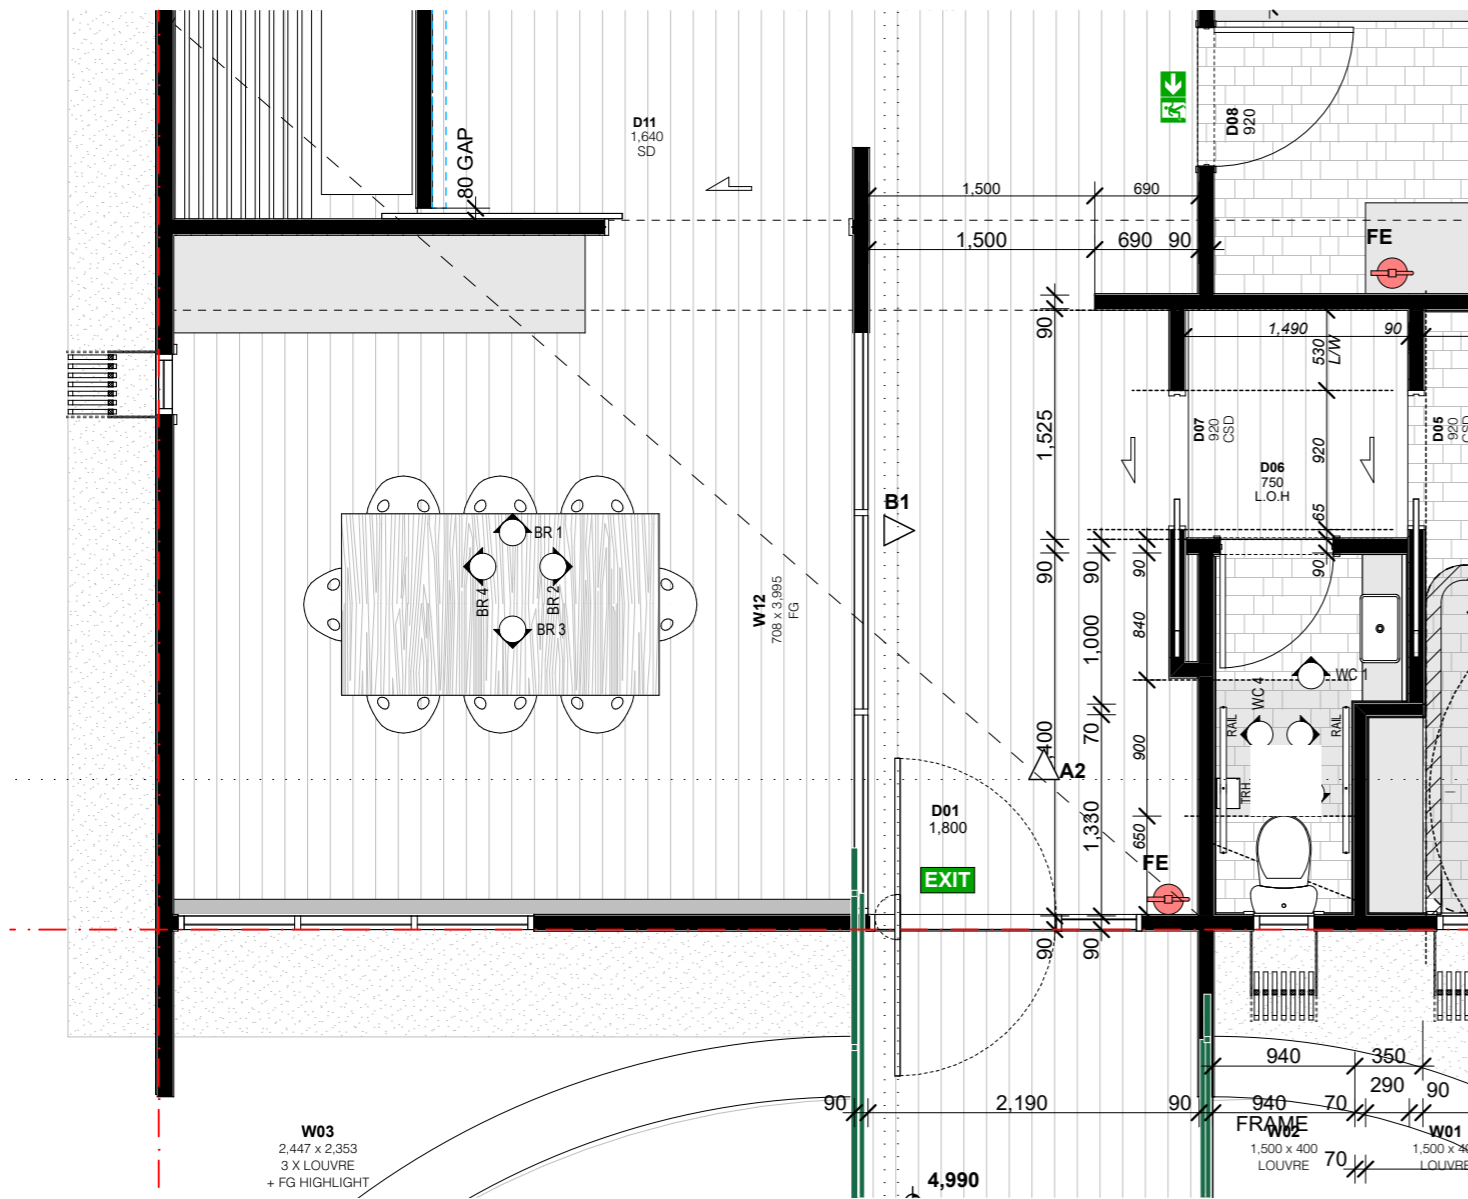 D11
1,640
SD
80 GAP
D08
920
1,500
690
1,500
690
90
FE
90
1,490
90
530
L/W
1,525
D07
920
CSD
920
D06
750
L.O.H
D05
920
65
B1
BR 1
BR 4
BR 2
BR 3
W12
708 x 3,995
FG
90
90
90
90
1,000
840
WC 1
WC 4
RAIL
RAIL
70
900
A2
TRH
D01
1,800
1,330
650
EXIT
FE
90
90
940
350
290
90
90
2,190
90
940
70
FRAME
W03
2,447 x 2,353
3 X LOUVRE
+ FG HIGHLIGHT
W02
1,500 x 400
LOUVRE
70
W01
LOUVRE
4,990